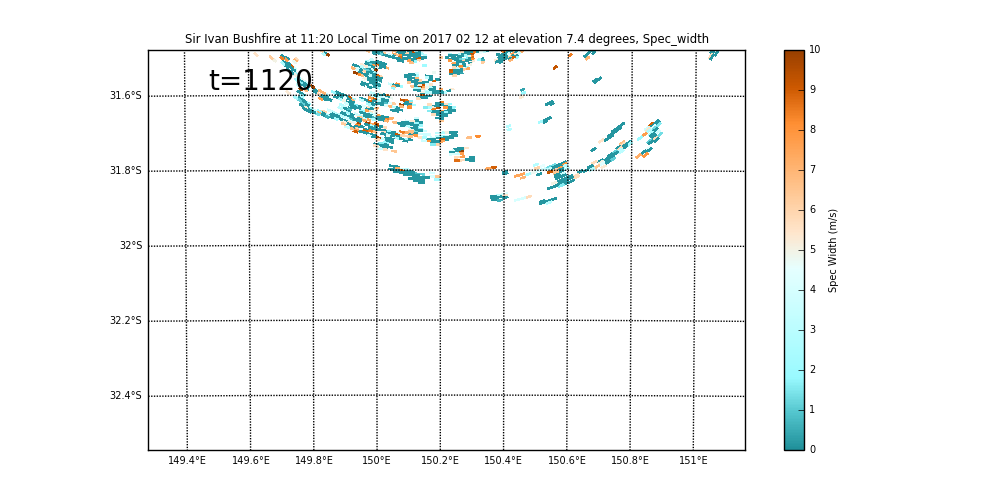 Sir Ivan Bushfire at 11:20 Local Time on 2017 02 12 at elevation 7.4 degrees, Spec_width
t=1120
31.6°S
31.8°S
32°S
32.2°S
32.4°S
149.4°E 149.6°E 149.8°E 150°E 150.2°E 150.4°E 150.6°E 150.8°E 151°E
10
9
8
7
6
5
4
3
2
1
0
Spec Width (m/s)